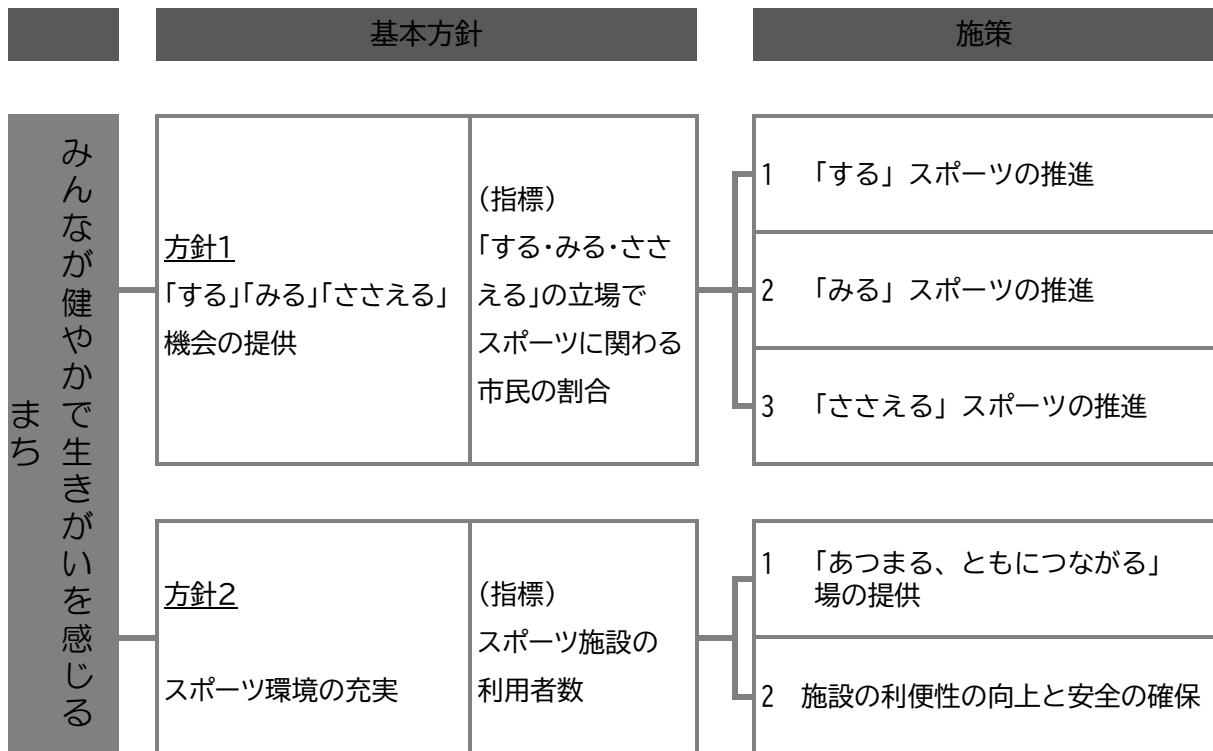 基本方針
施策
みんなが健やかで生きがいを感じる
まち
方針1
「する」「みる」「ささえる」
機会の提供
(指標)
「する・みる・ささ
える」の立場で
スポーツに関わる
市民の割合
1 「する」スポーツの推進
2 「みる」スポーツの推進
3 「ささえる」スポーツの推進
方針2
スポーツ環境の充実
(指標)
スポーツ施設の
利用者数
1 「あつまる、ともにつながる」
場の提供
2 施設の利便性の向上と安全の確保